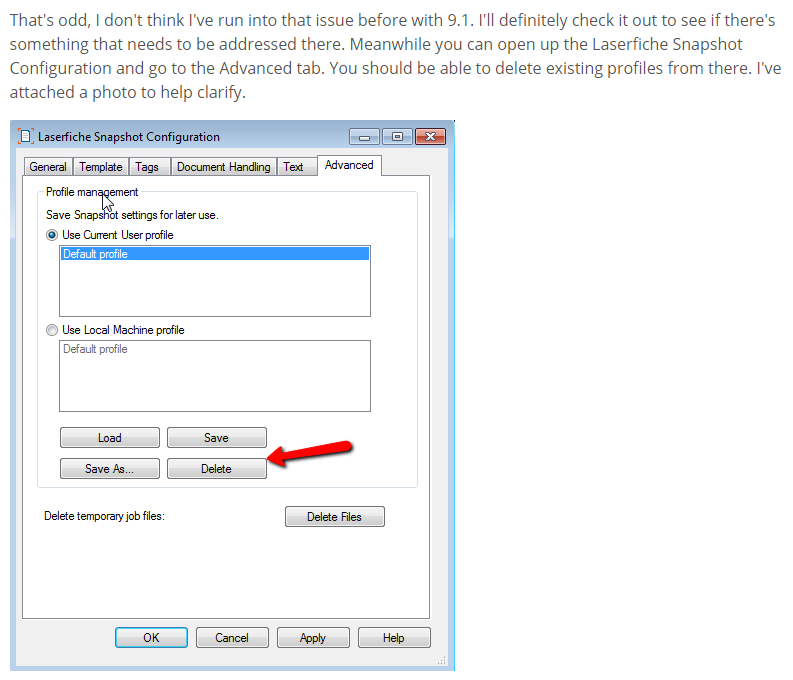 That's odd, I don't think I've run into that issue before with 9.1. I'll definitely check it out to see if there's
something that needs to be addressed there. Meanwhile you can open up the Laserfiche Snapshot
Configuration and go to the Advanced tab. You should be able to delete existing profiles from there. I've
attached a photo to help clarify.
Laserfiche Snapshot Configuration
General Template Tags Document Handling Text Advanced
Profile management
Save Snapshot settings for later use.
Use Current User profile
Default profile
Use Local Machine profile
Default profile
Load Save
Save As... Delete
Delete temporary job files: Delete Files
OK Cancel Apply Help